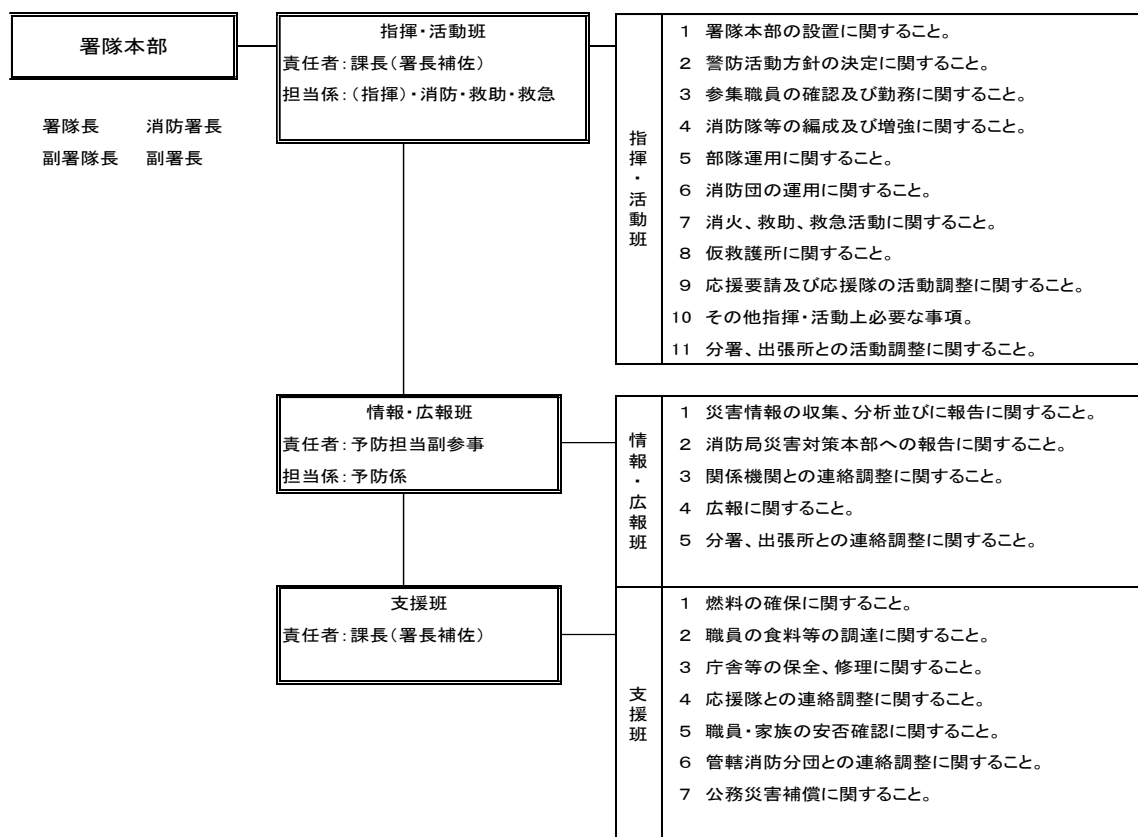 署隊本部
署隊長 消防署長
副署隊長 副署長
指揮・活動班
責任者：課長（署長補佐）
担当係：（指揮）・消防・救助・救急
指揮・活動班
1 署隊本部の設置に関すること。
2 警防活動方針の決定に関すること。
3 参集職員の確認及び勤務に関すること。
4 消防隊等の編成及び増強に関すること。
5 部隊運用に関すること。
6 消防団の運用に関すること。
7 消火、救助、救急活動に関すること。
8 仮救護所に関すること。
9 応援要請及び応援隊の活動調整に関すること。
10 その他指揮・活動上必要な事項。
11 分署、出張所との活動調整に関すること。
情報・広報班
責任者：予防担当副参事
担当係：予防係
情報・広報班
1 災害情報の収集、分析並びに報告に関すること。
2 消防局災害対策本部への報告に関すること。
3 関係機関との連絡調整に関すること。
4 広報に関すること。
5 分署、出張所との連絡調整に関すること。
支援班
責任者：課長（署長補佐）
支援班
1 燃料の確保に関すること。
2 職員の食料等の調達に関すること。
3 庁舎等の保全、修理に関すること。
4 応援隊との連絡調整に関すること。
5 職員・家族の安否確認に関すること。
6 管轄消防分団との連絡調整に関すること。
7 公務災害補償に関すること。